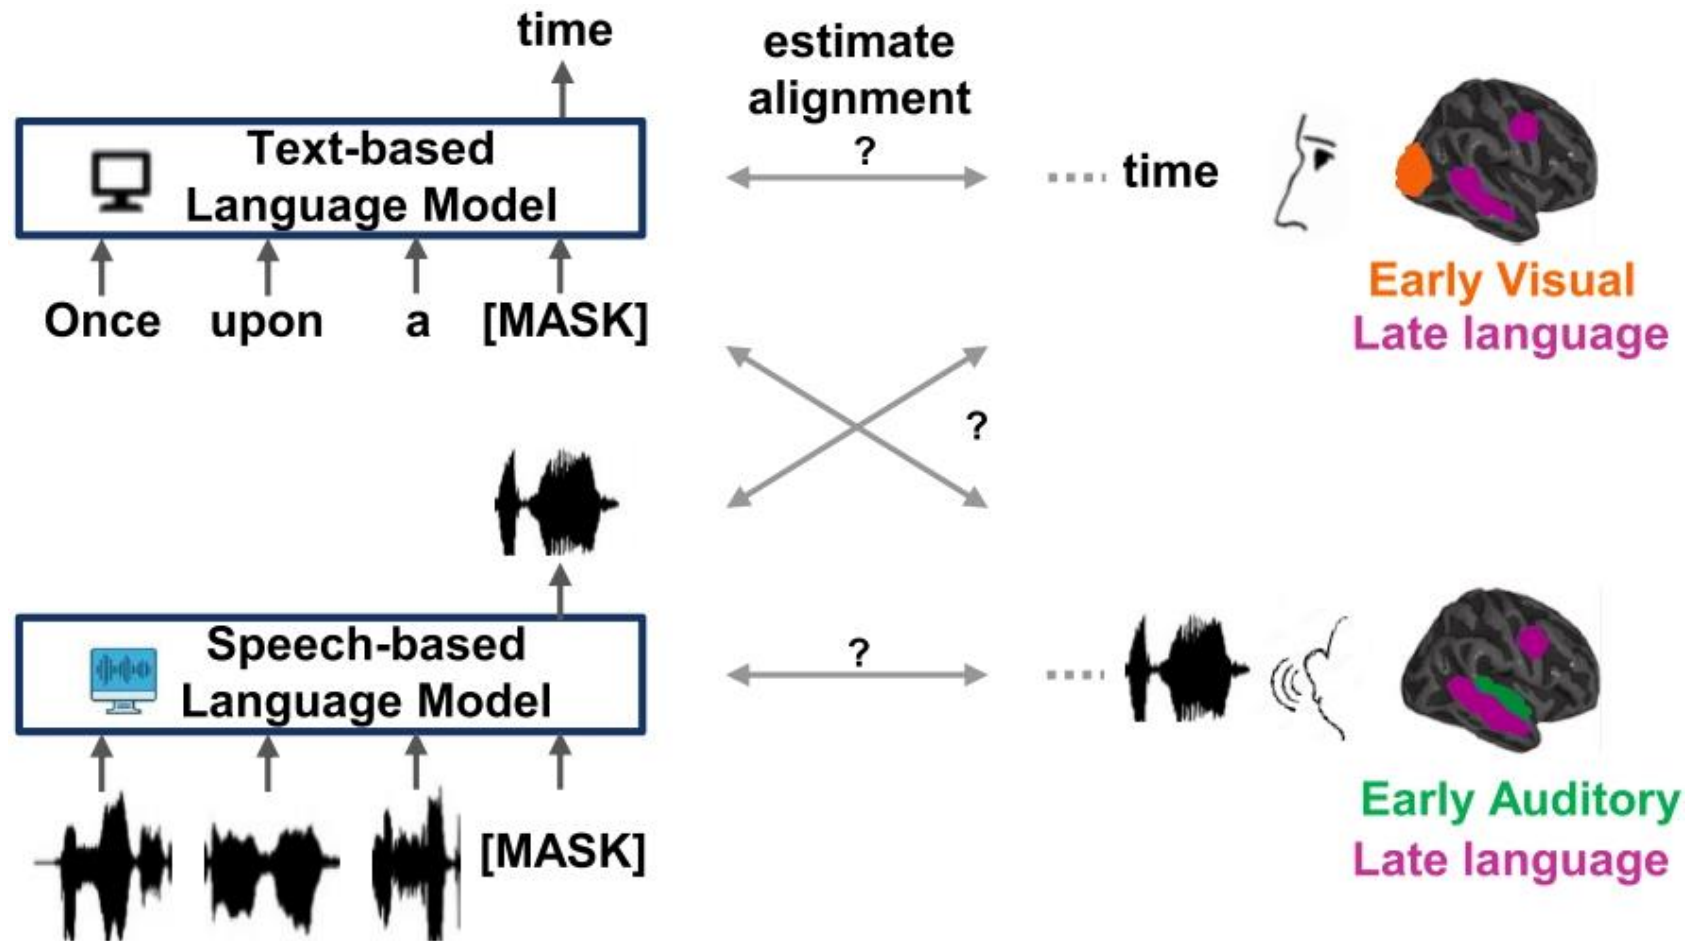 time
estimate
alignment
Text-based
Language Model
?
time
Once upon a [MASK]
Early Visual
Late language
?
Speech-based
Language Model
?
[MASK]
Early Auditory
Late language